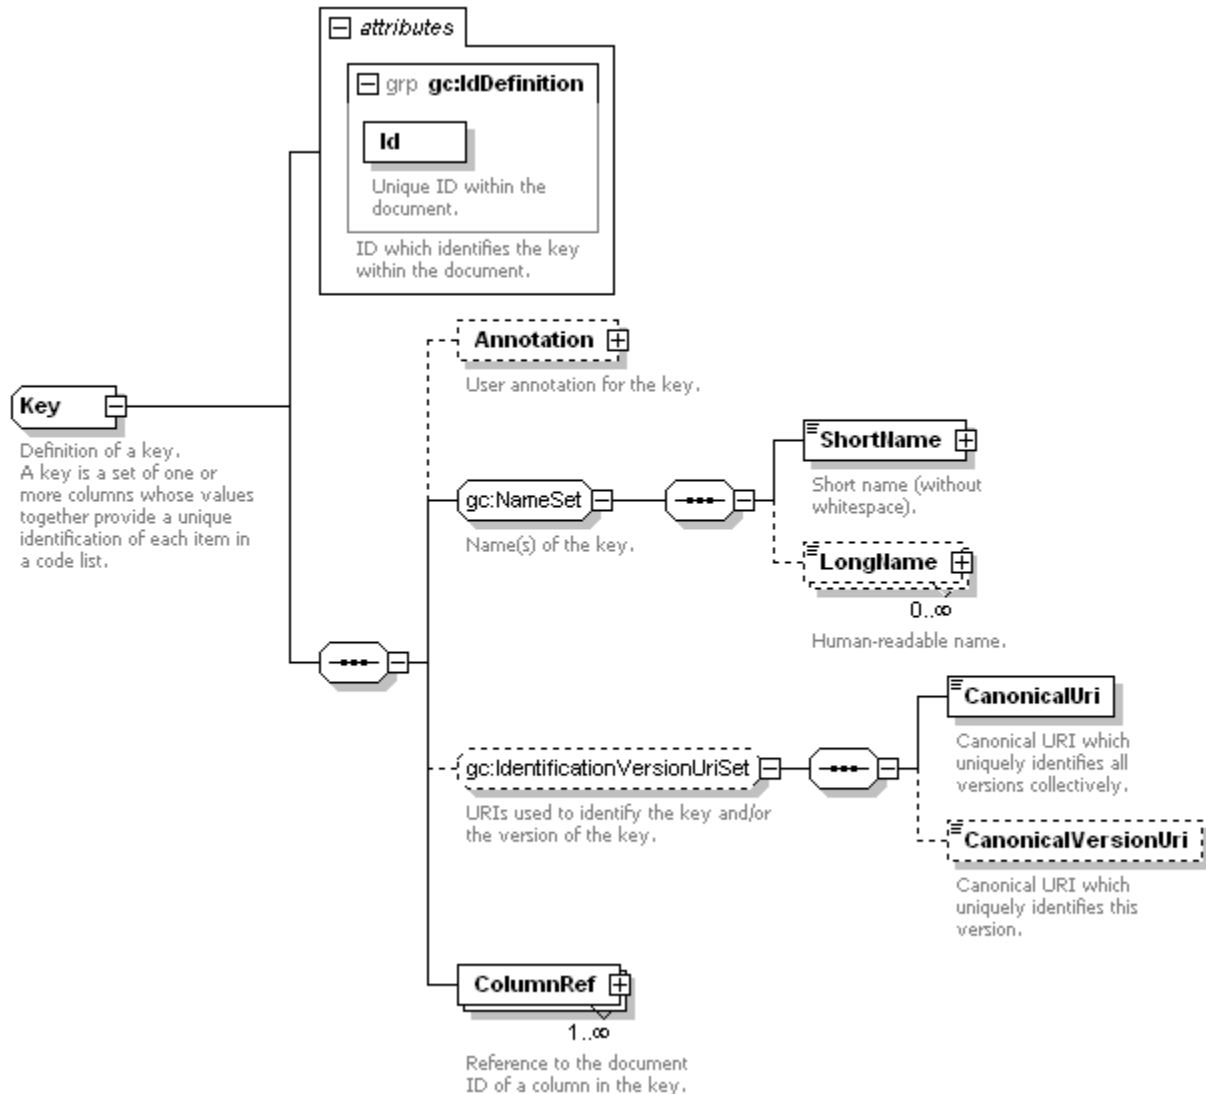 attributes
grp gc:IdDefinition
Id
Unique ID within the
document.
ID which identifies the key
within the document.
Annotation
User annotation for the key.
Key
Definition of a key.
A key is a set of one or
more columns whose values
together provide a unique
identification of each item in
a code list.
gc:NameSet
Name(s) of the key.
ShortName
Short name (without
whitespace).
LongName
0..∞
Human-readable name.
gc:IdentificationVersionUriSet
URIs used to identify the key and/or
the version of the key.
CanonicalUri
Canonical URI which
uniquely identifies all
versions collectively.
CanonicalVersionUri
Canonical URI which
uniquely identifies this
version.
ColumnRef
1..∞
Reference to the document
ID of a column in the key.